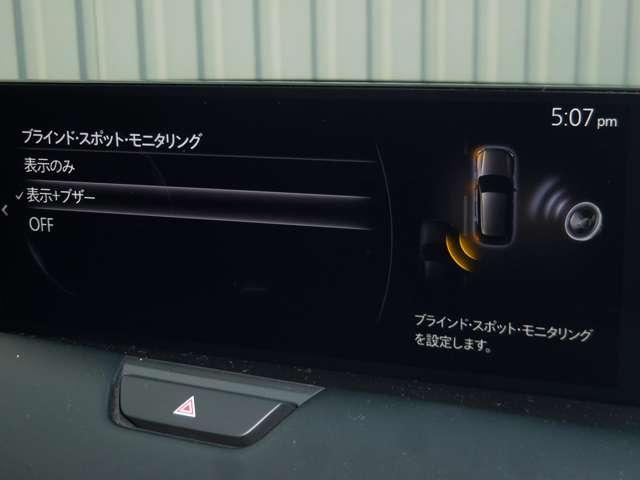 5:07 pm
ブラインド・スポット・モニタリング
表示のみ
✓ 表示+ブザー
OFF
ブラインド・スポット・モニタリング
を設定します。